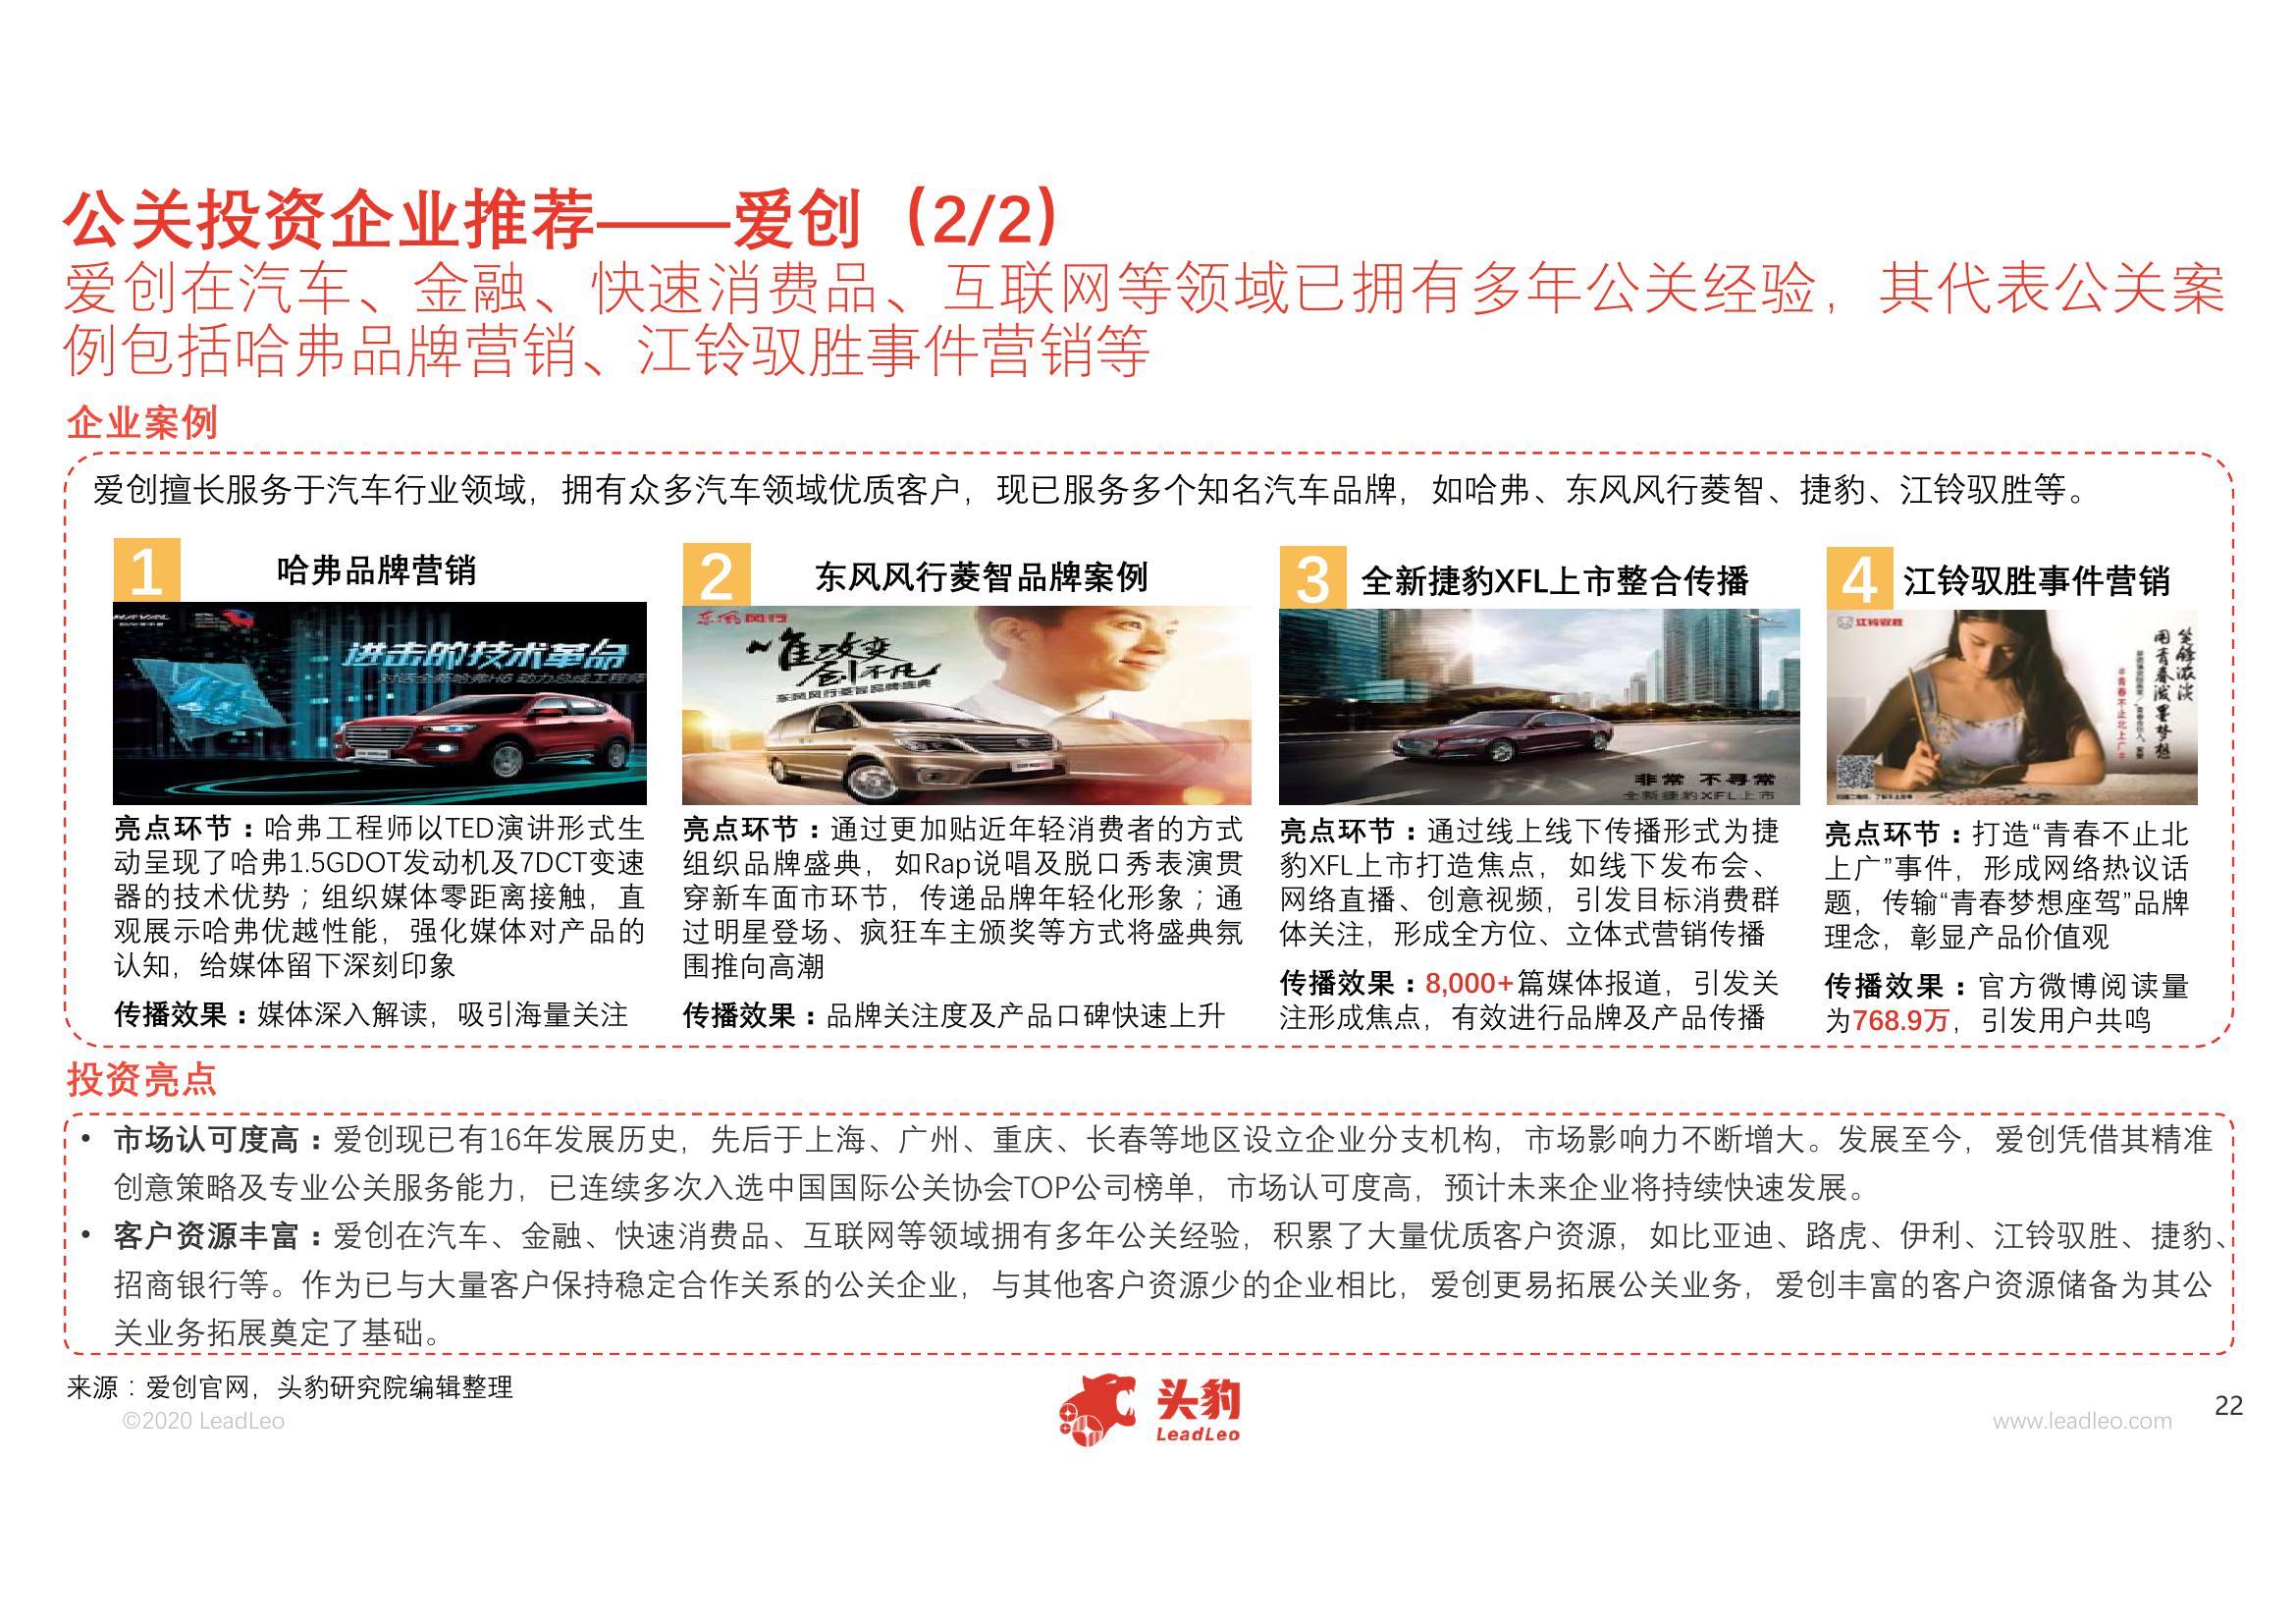 公关投资企业推荐——爱创（2/2）
爱创在汽车、金融、快速消费品、互联网等领域已拥有多年公关经验，其代表公关案
例包括哈弗品牌营销、江铃驭胜事件营销等
企业案例
爱创擅长服务于汽车行业领域，拥有众多汽车领域优质客户，现已服务多个知名汽车品牌，如哈弗、东风风行菱智、捷豹、江铃驭胜等。
1
哈弗品牌营销
进击的技术革命
亮点环节：哈弗工程师以TED演讲形式生
动呈现了哈弗1.5GDOT发动机及7DCT变速
器的技术优势；组织媒体零距离接触，直
观展示哈弗优越性能，强化媒体对产品的
认知，给媒体留下深刻印象
传播效果：媒体深入解读，吸引海量关注
2
东风风行菱智品牌案例
东风风行
唯改变
创不凡
东风风行菱智品牌盛典
亮点环节：通过更加贴近年轻消费者的方式
组织品牌盛典，如Rap说唱及脱口秀表演贯
穿新车面市环节，传递品牌年轻化形象；通
过明星登场、疯狂车主颁奖等方式将盛典氛
围推向高潮
传播效果：品牌关注度及产品口碑快速上升
3
全新捷豹XFL上市整合传播
非常 不寻常
全新捷豹XFL上市
亮点环节：通过线上线下传播形式为捷
豹XFL上市打造焦点，如线下发布会、
网络直播、创意视频，引发目标消费群
体关注，形成全方位、立体式营销传播
传播效果：8,000+篇媒体报道，引发关
注形成焦点，有效进行品牌及产品传播
4
江铃驭胜事件营销
江铃驭胜
笔锋浓淡
用青春泼墨梦想
#青春不止北上广#
亮点环节：打造“青春不止北
上广”事件，形成网络热议话
题，传输“青春梦想座驾”品牌
理念，彰显产品价值观
传播效果：官方微博阅读量
为768.9万，引发用户共鸣
投资亮点
• 市场认可度高：爱创现已有16年发展历史，先后于上海、广州、重庆、长春等地区设立企业分支机构，市场影响力不断增大。发展至今，爱创凭借其精准
创意策略及专业公关服务能力，已连续多次入选中国国际公关协会TOP公司榜单，市场认可度高，预计未来企业将持续快速发展。
• 客户资源丰富：爱创在汽车、金融、快速消费品、互联网等领域拥有多年公关经验，积累了大量优质客户资源，如比亚迪、路虎、伊利、江铃驭胜、捷豹、
招商银行等。作为已与大量客户保持稳定合作关系的公关企业，与其他客户资源少的企业相比，爱创更易拓展公关业务，爱创丰富的客户资源储备为其公
关业务拓展奠定了基础。
来源：爱创官网，头豹研究院编辑整理
©2020 LeadLeo
头豹
LeadLeo
www.leadleo.com
22